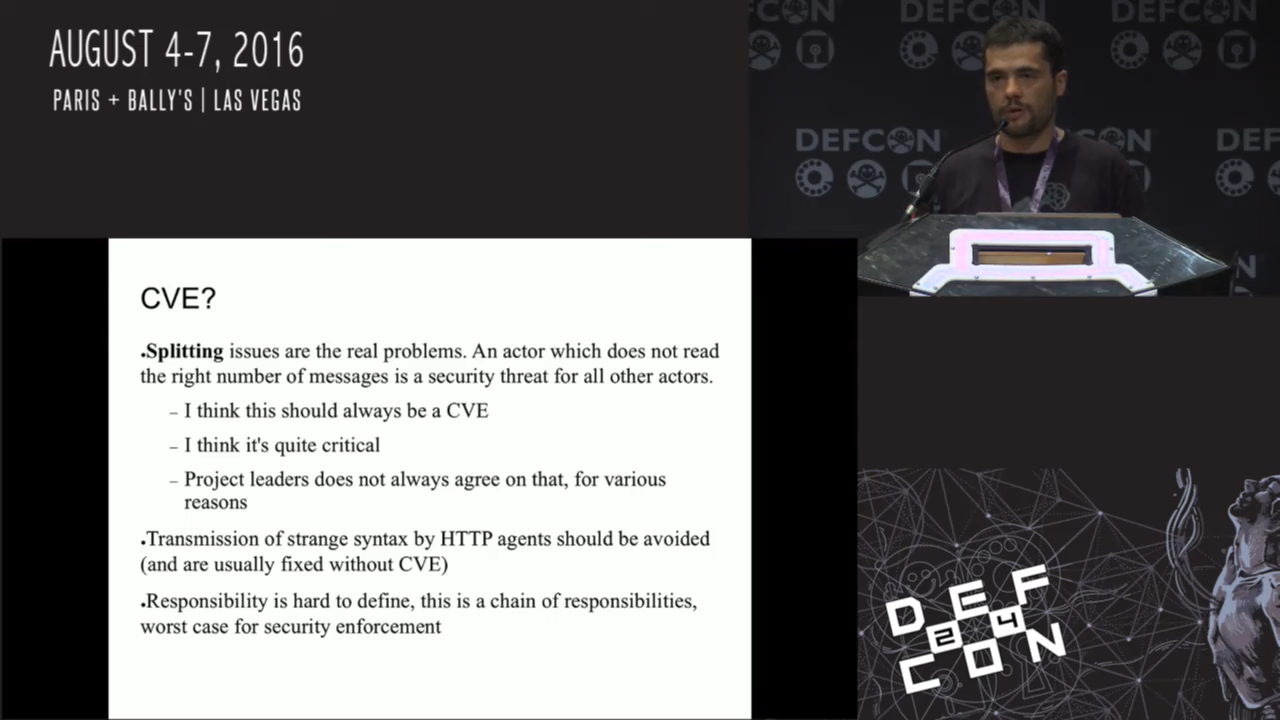 AUGUST 4-7, 2016
PARIS + BALLY'S | LAS VEGAS
DEFCON
DEFCON
DEFCON
DEFCON
CVE?
.Splitting issues are the real problems. An actor which does not read
the right number of messages is a security threat for all other actors.
– I think this should always be a CVE
– I think it's quite critical
– Project leaders does not always agree on that, for various
reasons
.Transmission of strange syntax by HTTP agents should be avoided
(and are usually fixed without CVE)
.Responsibility is hard to define, this is a chain of responsibilities,
worst case for security enforcement
DEF
24
CON